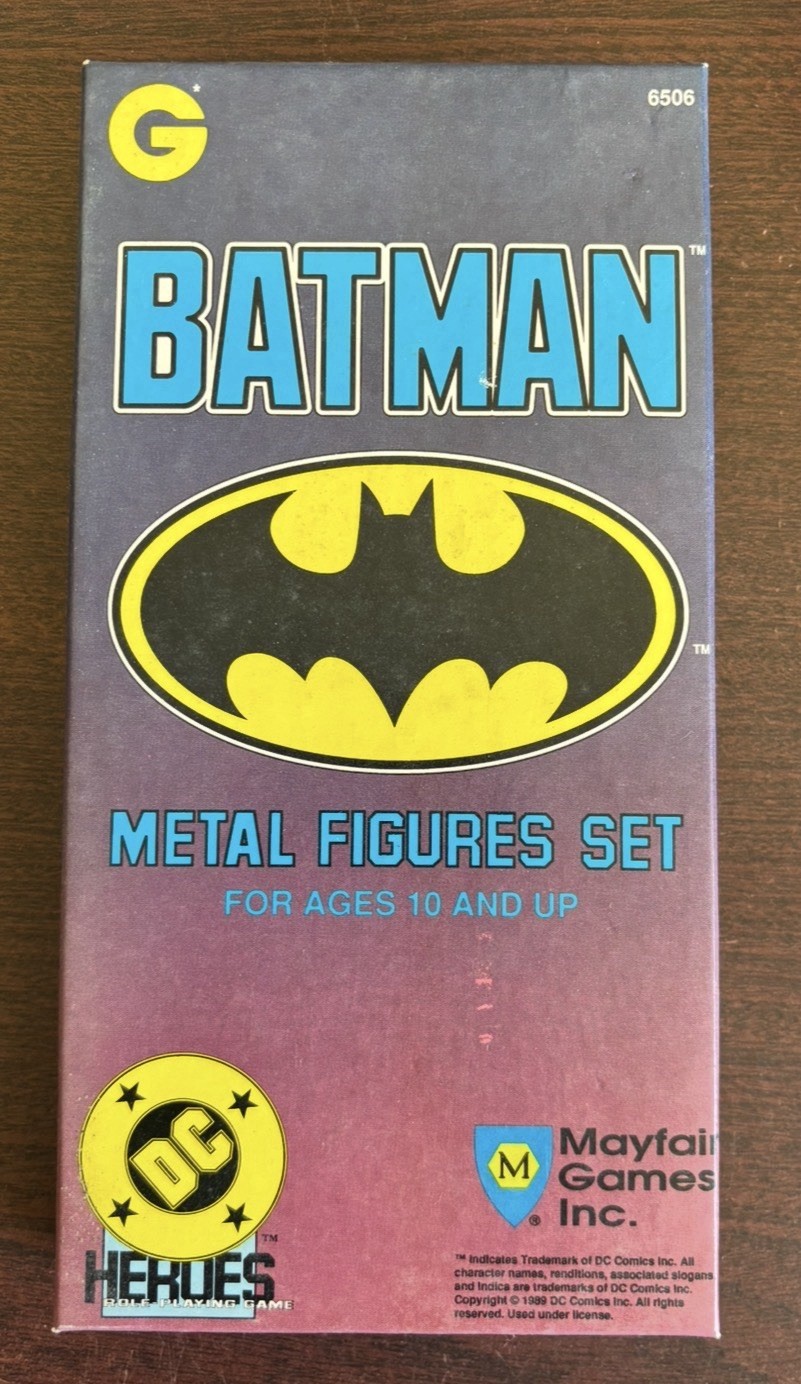 G*
6506
BATMAN™
™
METAL FIGURES SET
FOR AGES 10 AND UP
DC
™
HEROES
ROLE-PLAYING GAME
M
®
Mayfair
Games
Inc.
™ Indicates Trademark of DC Comics Inc. All
character names, renditions, associated slogans
and indica are trademarks of DC Comics Inc.
Copyright © 1989 DC Comics Inc. All rights
reserved. Used under license.